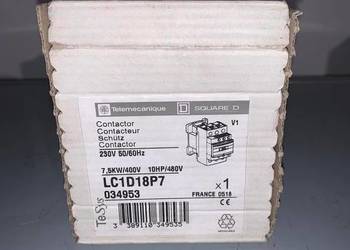 Telemecanique
SQUARE D
Contactor
Contacteur
Schütz
Contactor
230V 50/60Hz
V1
7,5KW/400V 10HP/480V
LC1D18P7
034953
x1
FRANCE 0518
TeSys
3 389110 349535